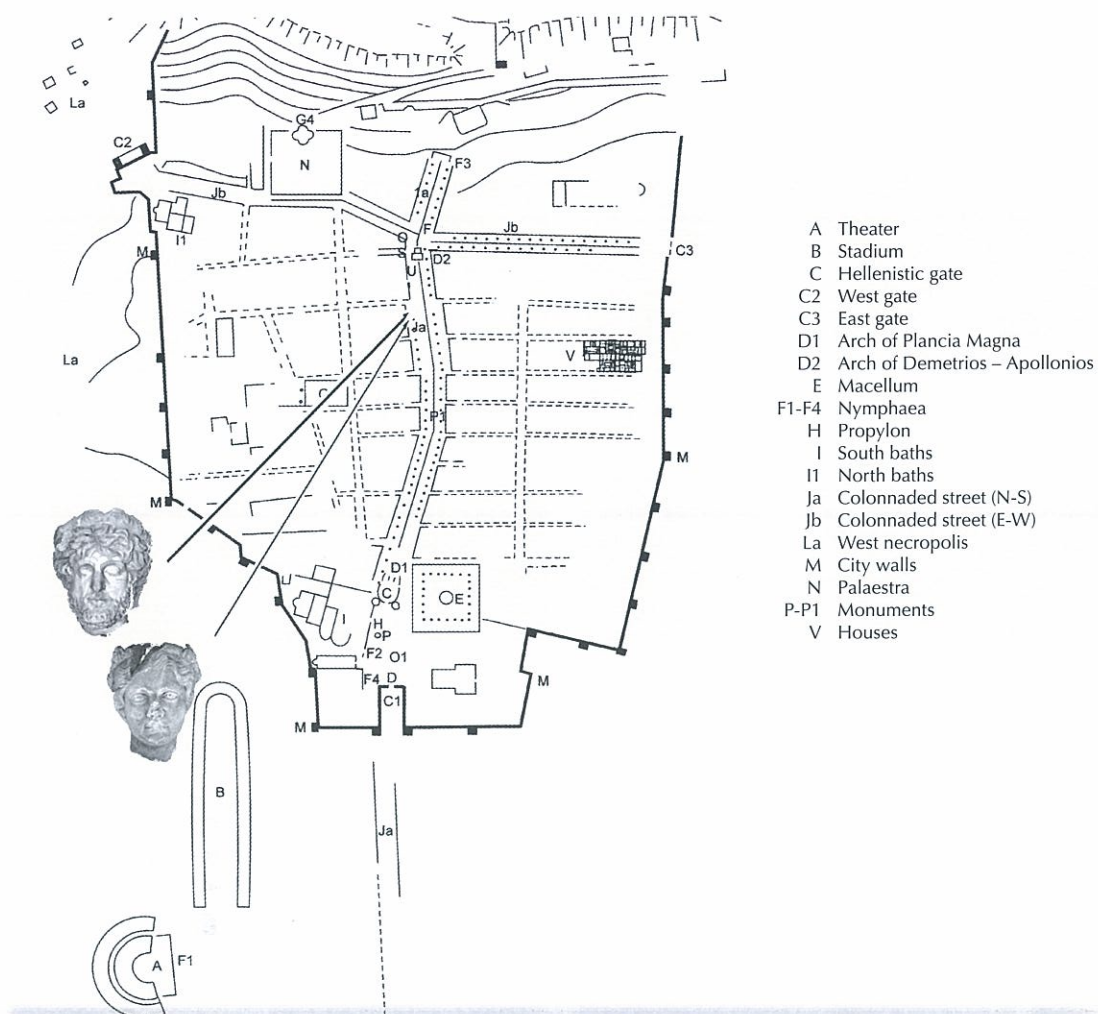 La
C2
G4
N
F3
Ja
Jb
F
Jb
I1
O
S
D2
C3
M
U
Ja
V
La
C
P1
M
M
D1
C
E
H
P
F2
O1
F4
D
C1
M
M
B
Ja
A
F1
A Theater
B Stadium
C Hellenistic gate
C2 West gate
C3 East gate
D1 Arch of Plancia Magna
D2 Arch of Demetrios – Apollonios
E Macellum
F1-F4 Nymphaea
H Propylon
I South baths
I1 North baths
Ja Colonnaded street (N-S)
Jb Colonnaded street (E-W)
La West necropolis
M City walls
N Palaestra
P-P1 Monuments
V Houses